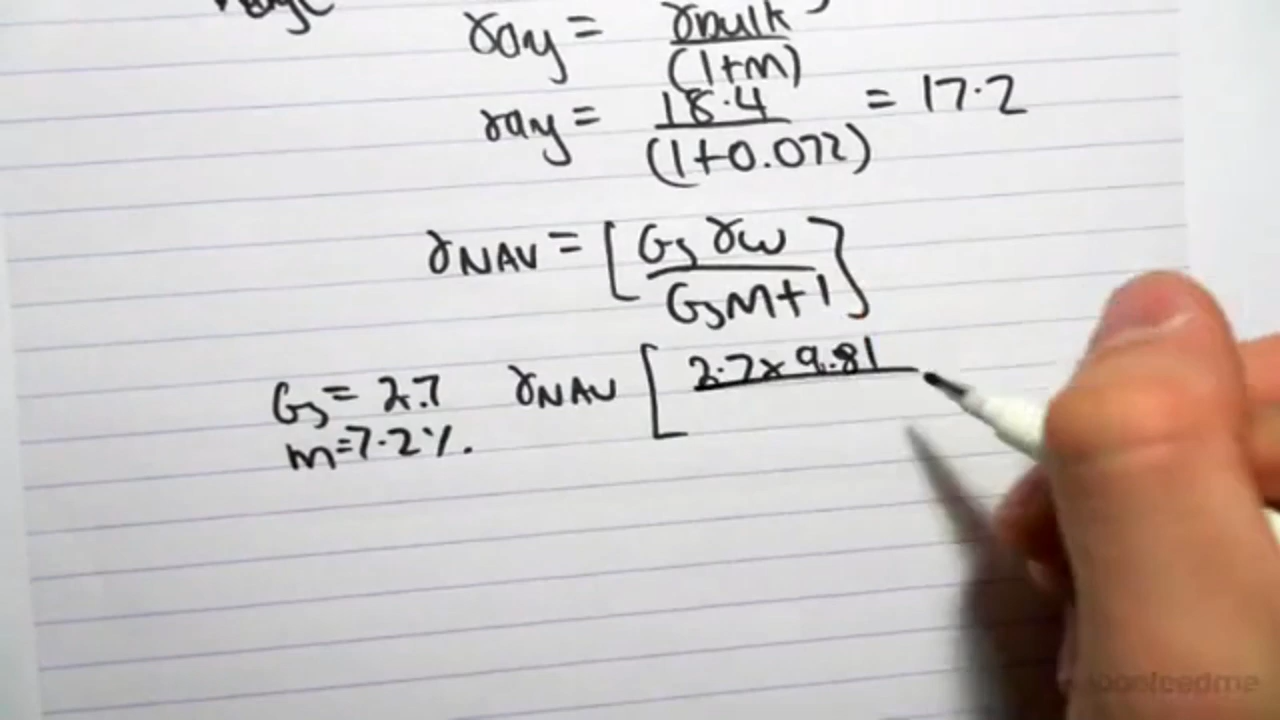 γdry = γbulk
(1+m)
γdry = 18.4 = 17.2
(1+0.072)
γNAV = [Gs γw
Gsm+1]
Gs = 2.7 γNAV [2.7 x 9.81
m=7.2%.